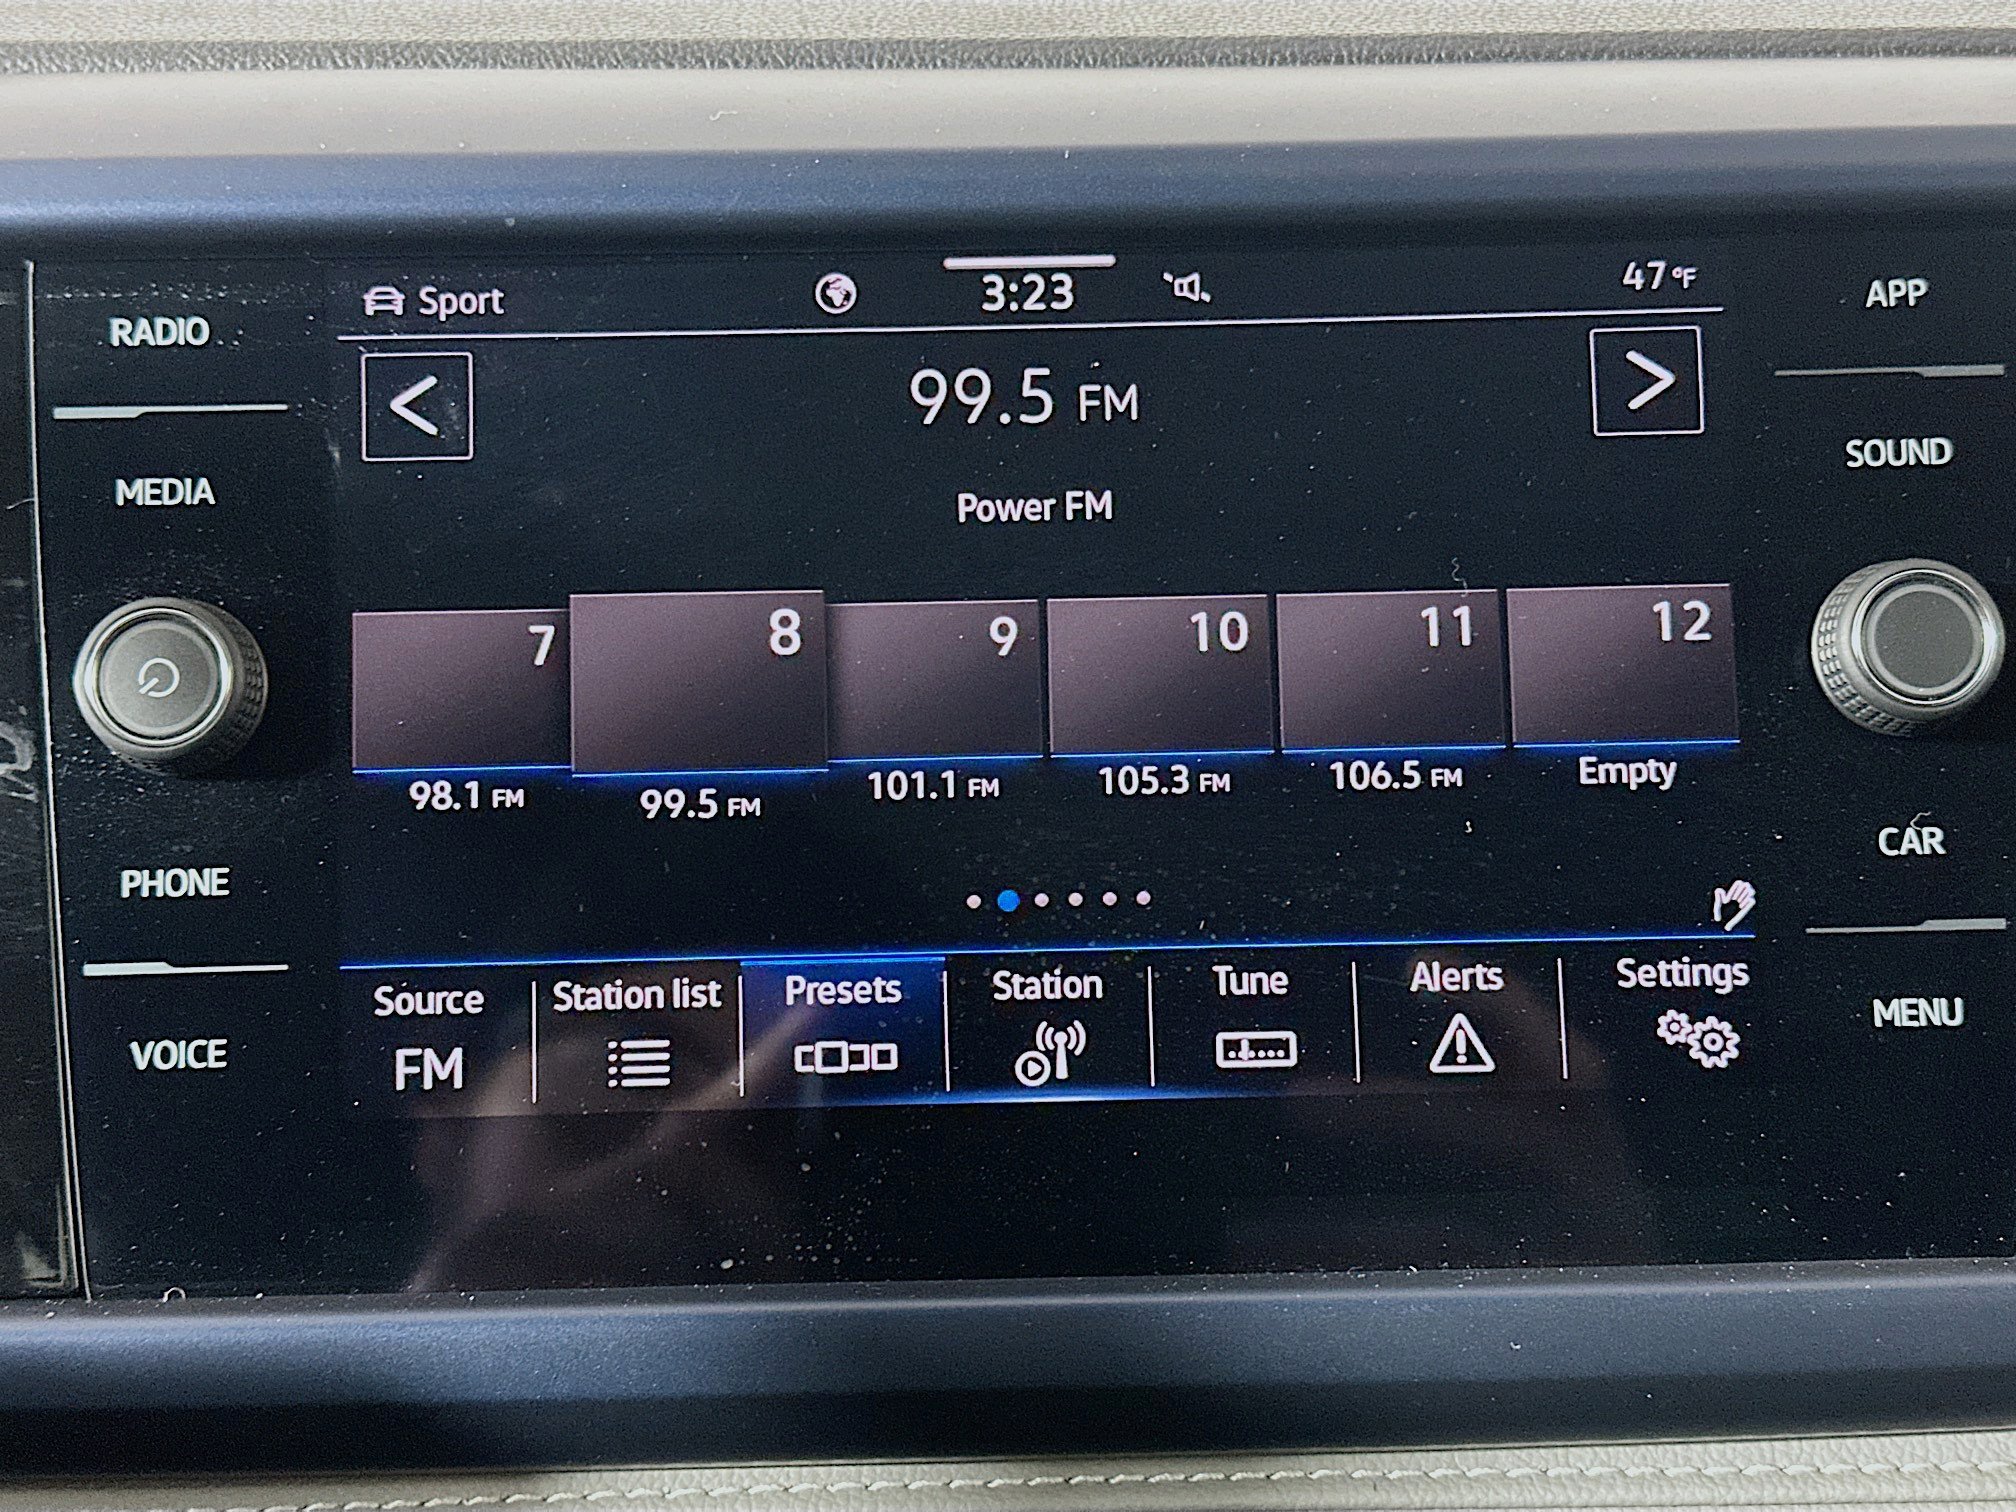 RADIO
MEDIA
PHONE
VOICE
Sport
3:23
47°F
99.5 FM
Power FM
7
8
9
10
11
12
98.1 FM
99.5 FM
101.1 FM
105.3 FM
106.5 FM
Empty
Source
FM
Station list
Presets
Station
Tune
Alerts
Settings
APP
SOUND
CAR
MENU